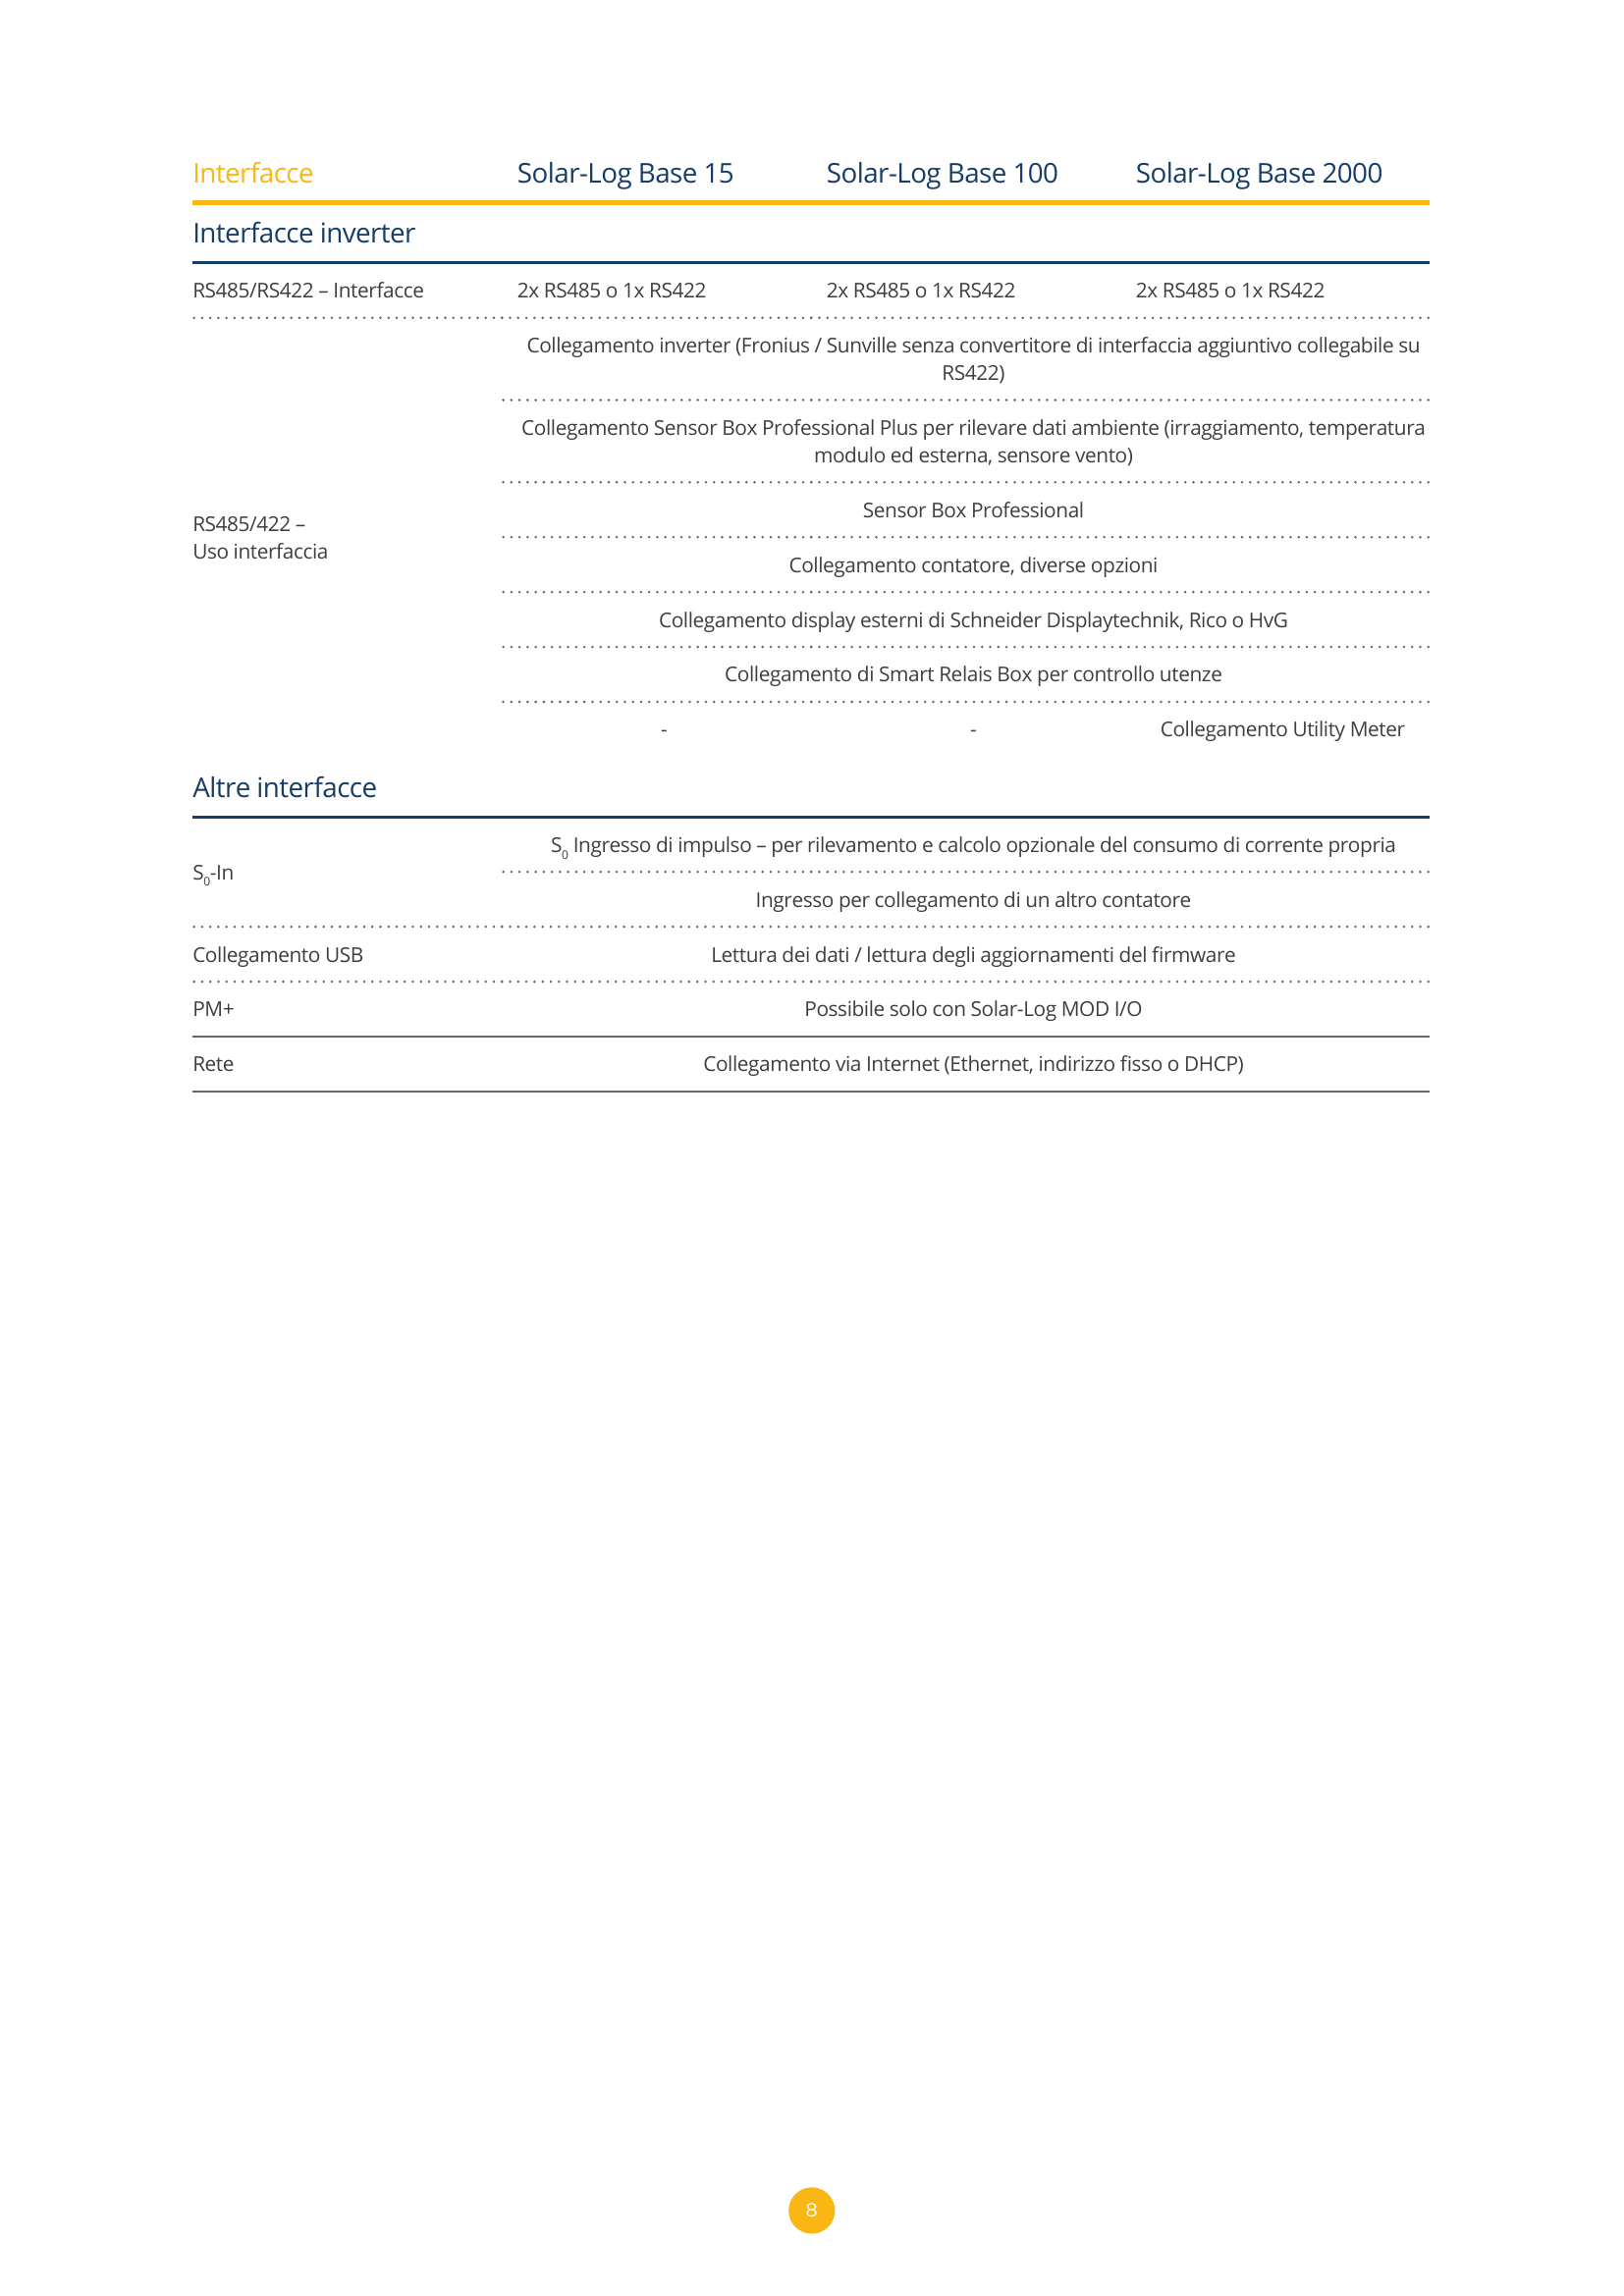 Interfacce Solar-Log Base 15 Solar-Log Base 100 Solar-Log Base 2000
Interfacce inverter
RS485/RS422 – Interfacce 2x RS485 o 1x RS422 2x RS485 o 1x RS422 2x RS485 o 1x RS422
RS485/422 –
Uso interfaccia
Collegamento inverter (Fronius / Sunville senza convertitore di interfaccia aggiuntivo collegabile su
RS422)
Collegamento Sensor Box Professional Plus per rilevare dati ambiente (irraggiamento, temperatura
modulo ed esterna, sensore vento)
Sensor Box Professional
Collegamento contatore, diverse opzioni
Collegamento display esterni di Schneider Displaytechnik, Rico o HvG
Collegamento di Smart Relais Box per controllo utenze
- - Collegamento Utility Meter
Altre interfacce
S0-In
S0 Ingresso di impulso – per rilevamento e calcolo opzionale del consumo di corrente propria
Ingresso per collegamento di un altro contatore
Collegamento USB Lettura dei dati / lettura degli aggiornamenti del firmware
PM+ Possibile solo con Solar-Log MOD I/O
Rete Collegamento via Internet (Ethernet, indirizzo fisso o DHCP)
8